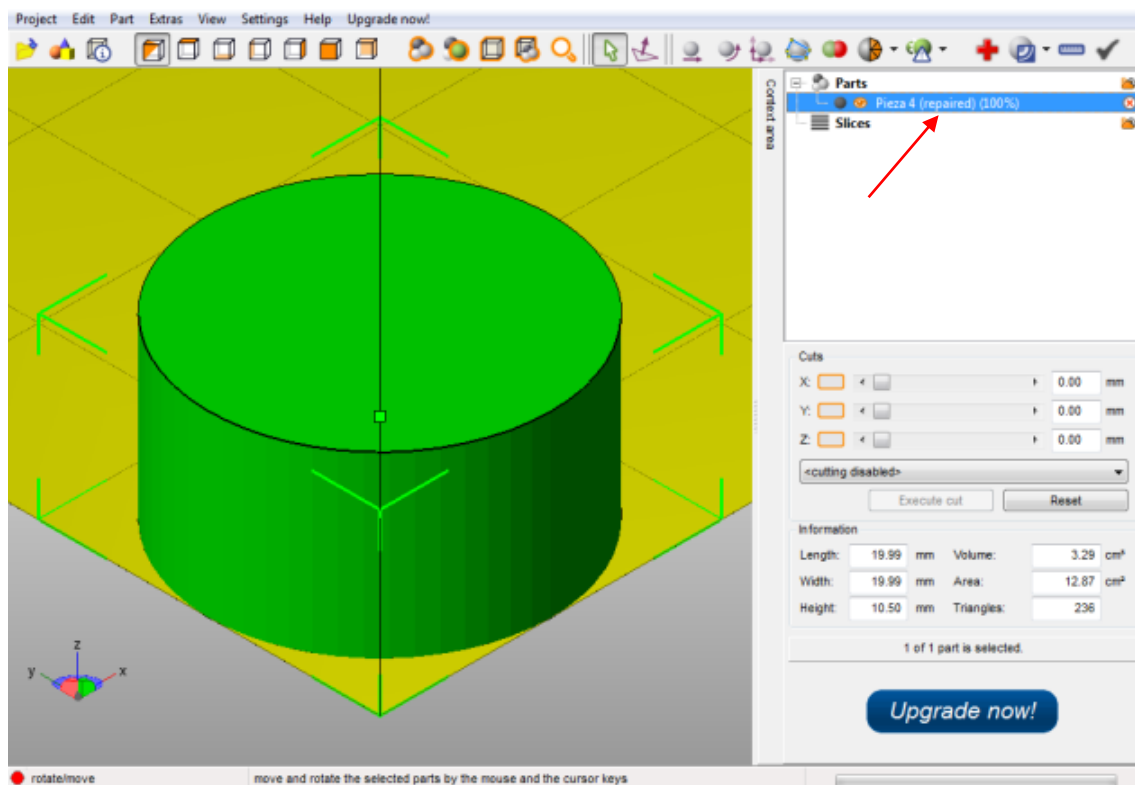 Project Edit Part Extras View Settings Help Upgrade now!
Context area
Parts
Pieza 4 (repaired) (100%)
Slices
Cuts
X: 0.00 mm
Y: 0.00 mm
Z: 0.00 mm
<cutting disabled>
Execute cut Reset
Information
Length: 19.99 mm Volume: 3.29 cm³
Width: 19.99 mm Area: 12.87 cm²
Height: 10.50 mm Triangles: 236
1 of 1 part is selected.
Upgrade now!
z
y x
rotate/move move and rotate the selected parts by the mouse and the cursor keys